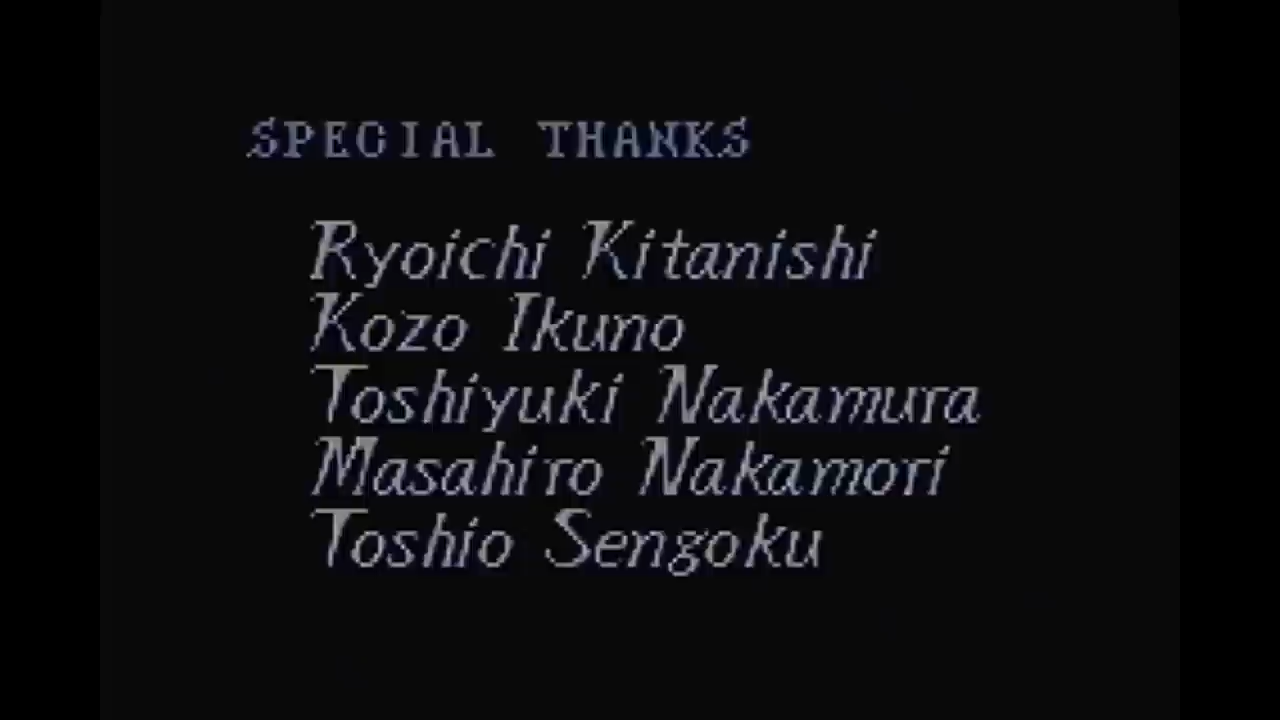 SPECIAL THANKS
Ryoichi Kitanishi
Kozo Ikuno
Toshiyuki Nakamura
Masahiro Nakamori
Toshio Sengoku